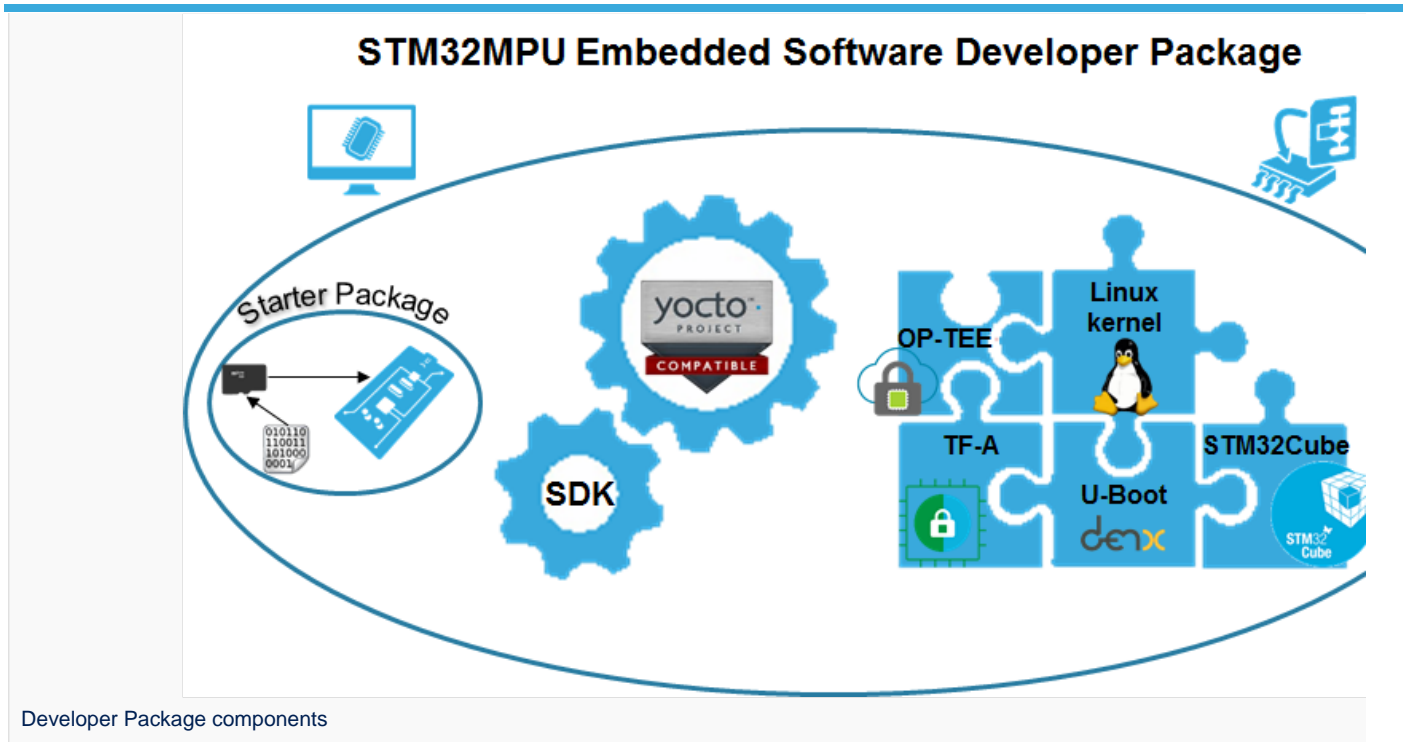 STM32MPU Embedded Software Developer Package
Starter Package
010110
110011
101000
0001
yocto
PROJECT
COMPATIBLE
SDK
OP-TEE
Linux
kernel
TF-A
U-Boot
denx
STM32Cube
STM32
Cube
Developer Package components